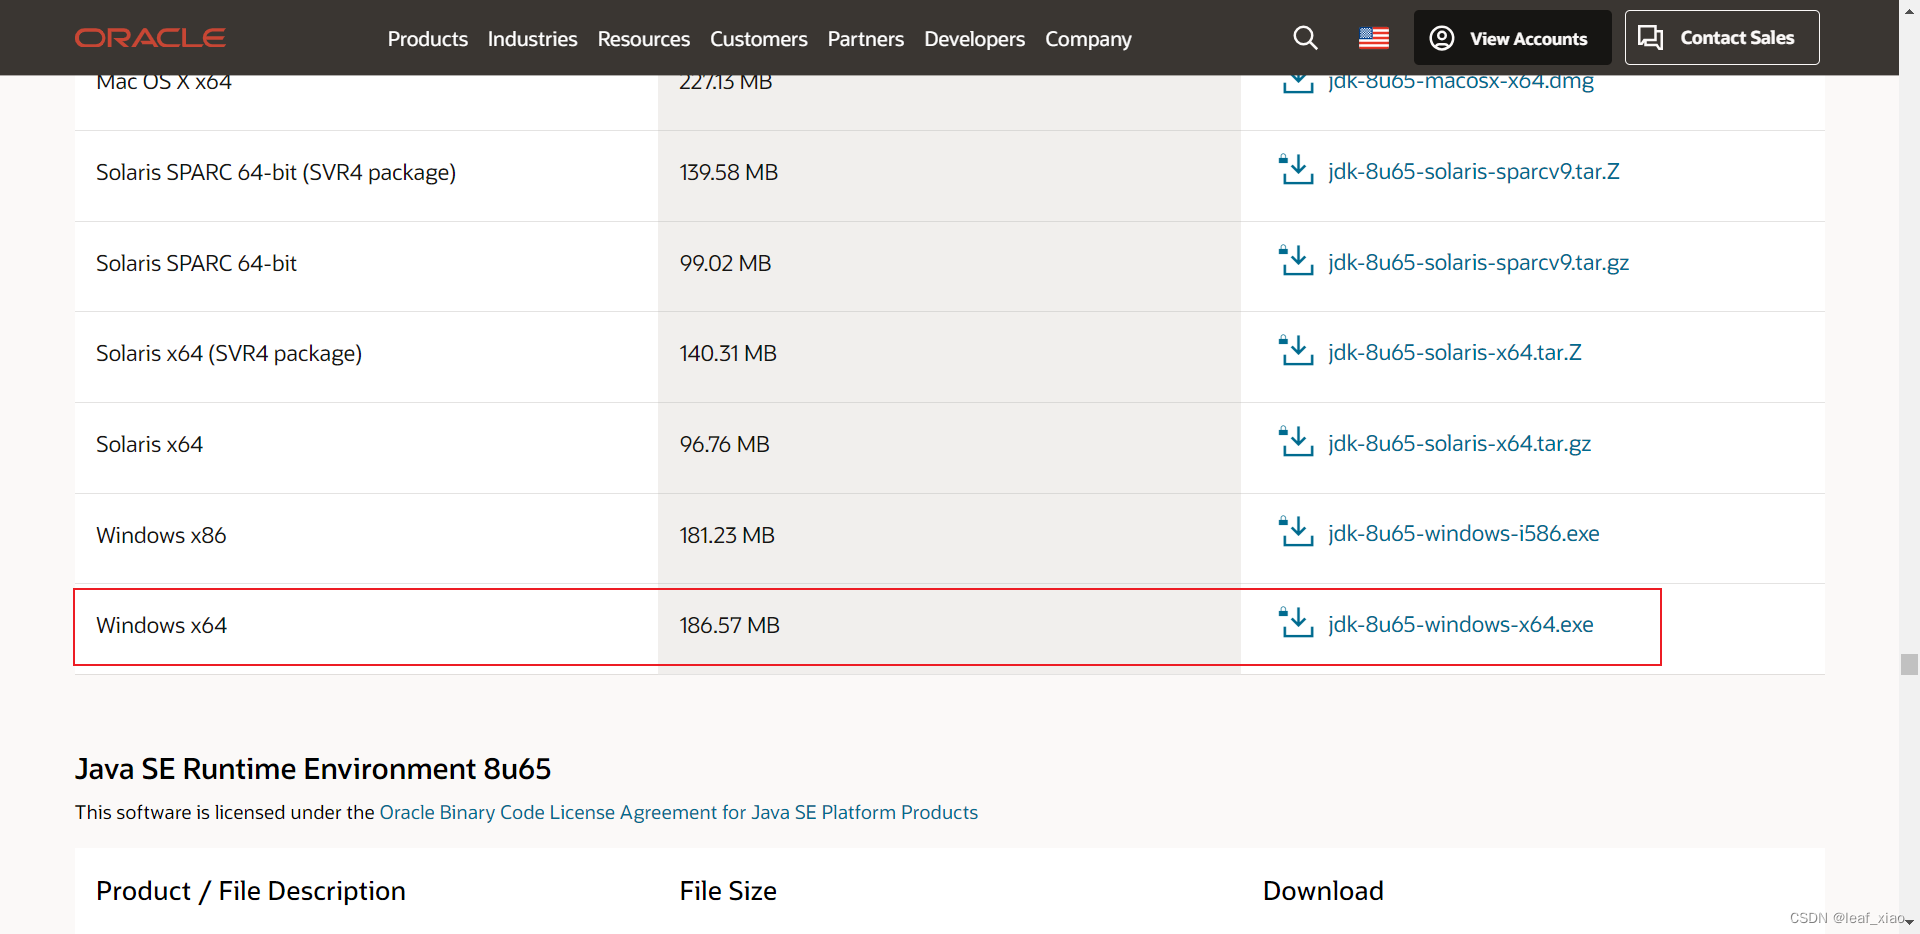 ORACLE Products Industries Resources Customers Partners Developers Company View Accounts Contact Sales
Mac OS X x64 227.13 MB jdk-8u65-macosx-x64.dmg
Solaris SPARC 64-bit (SVR4 package) 139.58 MB jdk-8u65-solaris-sparcv9.tar.Z
Solaris SPARC 64-bit 99.02 MB jdk-8u65-solaris-sparcv9.tar.gz
Solaris x64 (SVR4 package) 140.31 MB jdk-8u65-solaris-x64.tar.Z
Solaris x64 96.76 MB jdk-8u65-solaris-x64.tar.gz
Windows x86 181.23 MB jdk-8u65-windows-i586.exe
Windows x64 186.57 MB jdk-8u65-windows-x64.exe
Java SE Runtime Environment 8u65
This software is licensed under the Oracle Binary Code License Agreement for Java SE Platform Products
Product / File Description File Size Download
CSDN @leaf_xiao